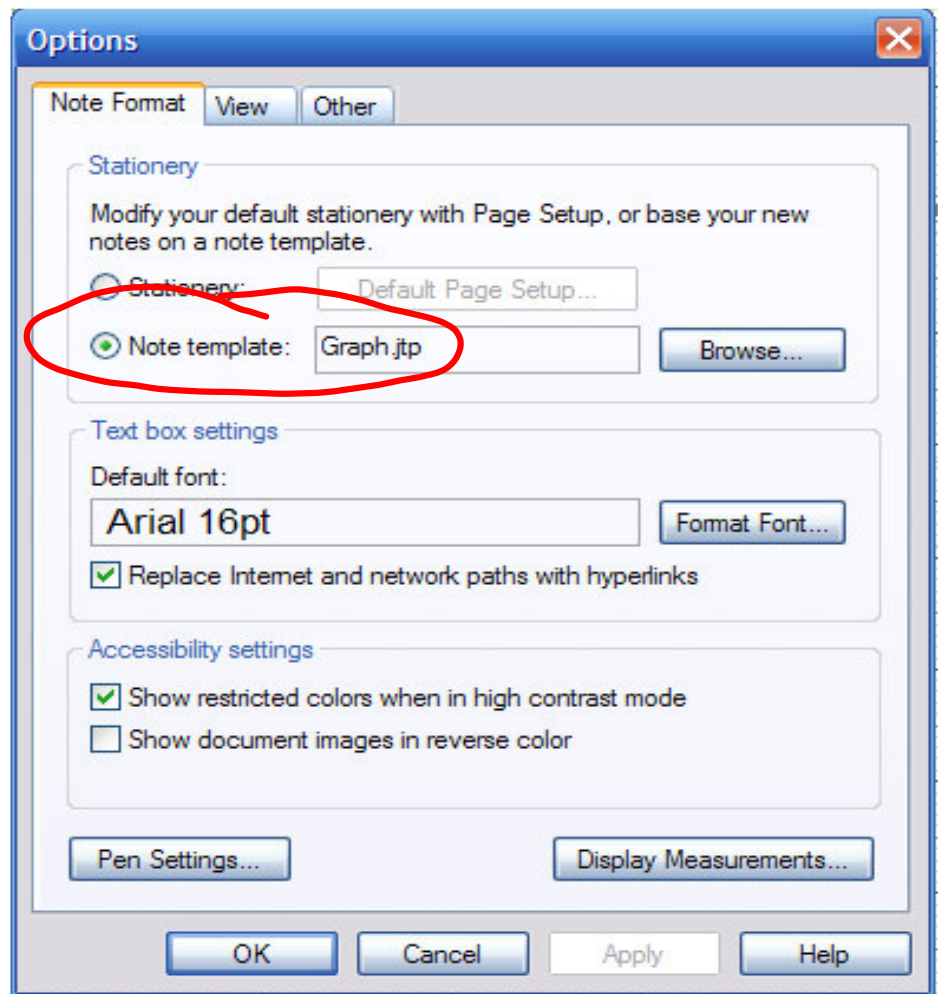 Options
Note Format View Other
Stationery
Modify your default stationery with Page Setup, or base your new
notes on a note template.
Stationery: Default Page Setup...
Note template: Graph.jtp Browse...
Text box settings
Default font:
Arial 16pt Format Font...
Replace Internet and network paths with hyperlinks
Accessibility settings
Show restricted colors when in high contrast mode
Show document images in reverse color
Pen Settings... Display Measurements...
OK Cancel Apply Help